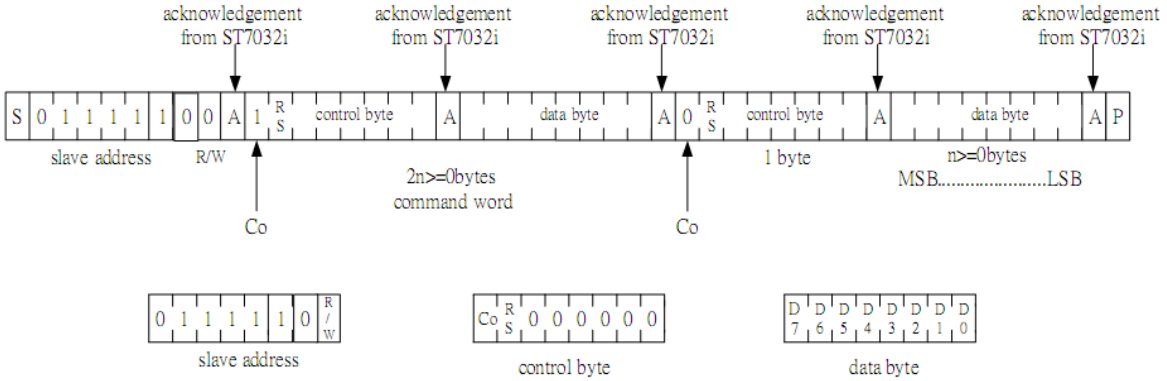 acknowledgement acknowledgement acknowledgement acknowledgement acknowledgement
from ST7032i from ST7032i from ST7032i from ST7032i from ST7032i
S 0 1 1 1 1 1 0 0 A 1 RS control byte A data byte A 0 RS control byte A data byte A P
slave address R/W 1 byte n>=0bytes
2n>=0bytes MSB......................LSB
command word
Co Co
0 1 1 1 1 1 0 R/W Co RS 0 0 0 0 0 0 D7 D6 D5 D4 D3 D2 D1 D0
slave address control byte data byte